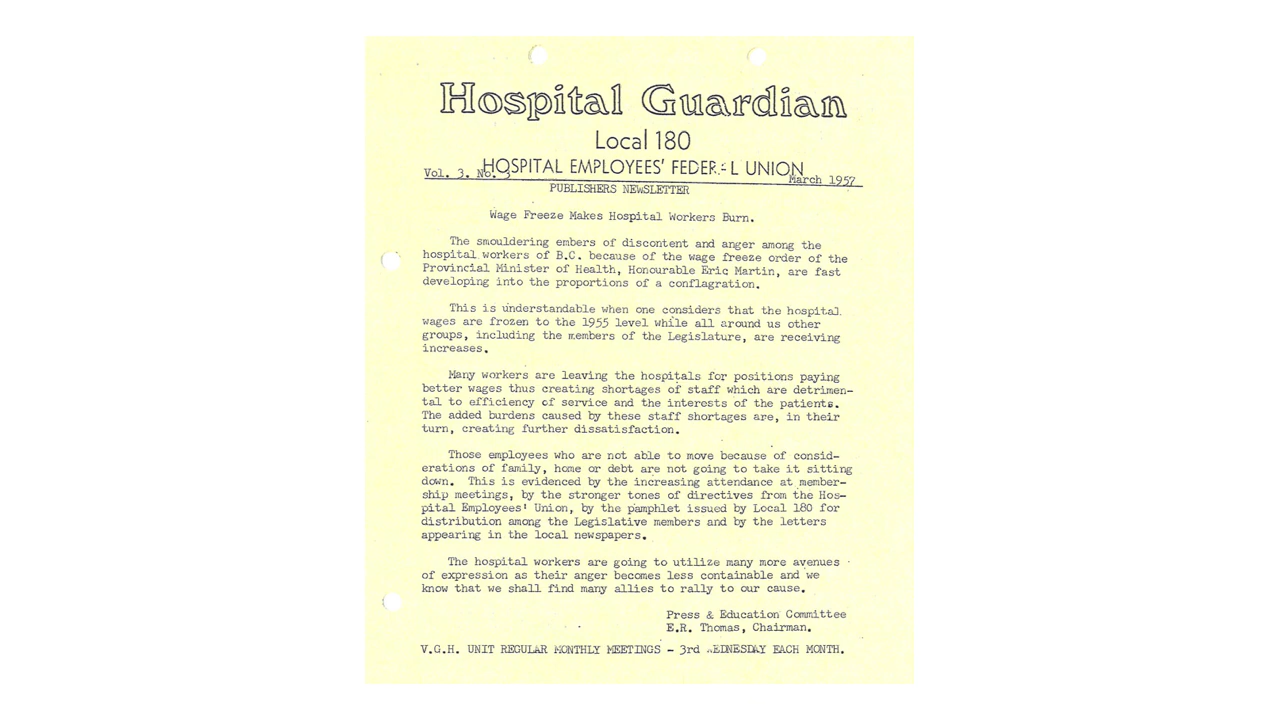 Hospital Guardian
Local 180
HOSPITAL EMPLOYEES' FEDERAL UNION
Vol. 3. No. 3 March 1957
PUBLISHERS NEWSLETTER
Wage Freeze Makes Hospital Workers Burn.
The smouldering embers of discontent and anger among the
hospital workers of B.C. because of the wage freeze order of the
Provincial Minister of Health, Honourable Eric Martin, are fast
developing into the proportions of a conflagration.
This is understandable when one considers that the hospital
wages are frozen to the 1955 level while all around us other
groups, including the members of the Legislature, are receiving
increases.
Many workers are leaving the hospitals for positions paying
better wages thus creating shortages of staff which are detrimen-
tal to efficiency of service and the interests of the patients.
The added burdens caused by these staff shortages are, in their
turn, creating further dissatisfaction.
Those employees who are not able to move because of consid-
erations of family, home or debt are not going to take it sitting
down. This is evidenced by the increasing attendance at member-
ship meetings, by the stronger tones of directives from the Hos-
pital Employees' Union, by the pamphlet issued by Local 180 for
distribution among the Legislative members and by the letters
appearing in the local newspapers.
The hospital workers are going to utilize many more avenues
of expression as their anger becomes less containable and we
know that we shall find many allies to rally to our cause.
Press & Education Committee
E.R. Thomas, Chairman.
V.G.H. UNIT REGULAR MONTHLY MEETINGS - 3rd WEDNESDAY EACH MONTH.